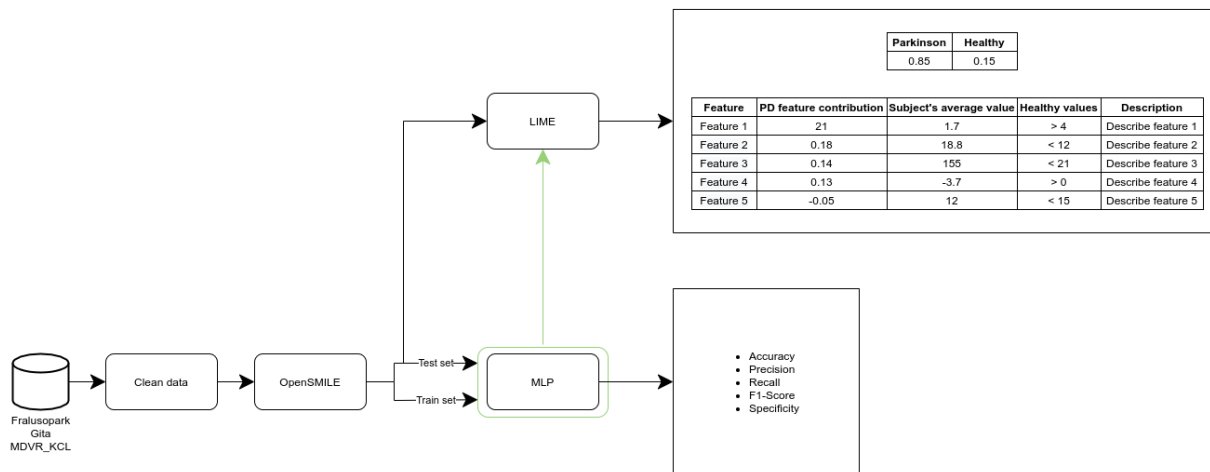 Parkinson Healthy
0.85 0.15
Feature PD feature contribution Subject's average value Healthy values Description
Feature 1 21 1.7 > 4 Describe feature 1
Feature 2 0.18 18.8 < 12 Describe feature 2
Feature 3 0.14 155 < 21 Describe feature 3
Feature 4 0.13 -3.7 > 0 Describe feature 4
Feature 5 -0.05 12 < 15 Describe feature 5
LIME
Fralusopark
Gita
MDVR_KCL
Clean data
OpenSMILE
Test set
Train set
MLP
Accuracy
Precision
Recall
F1-Score
Specificity